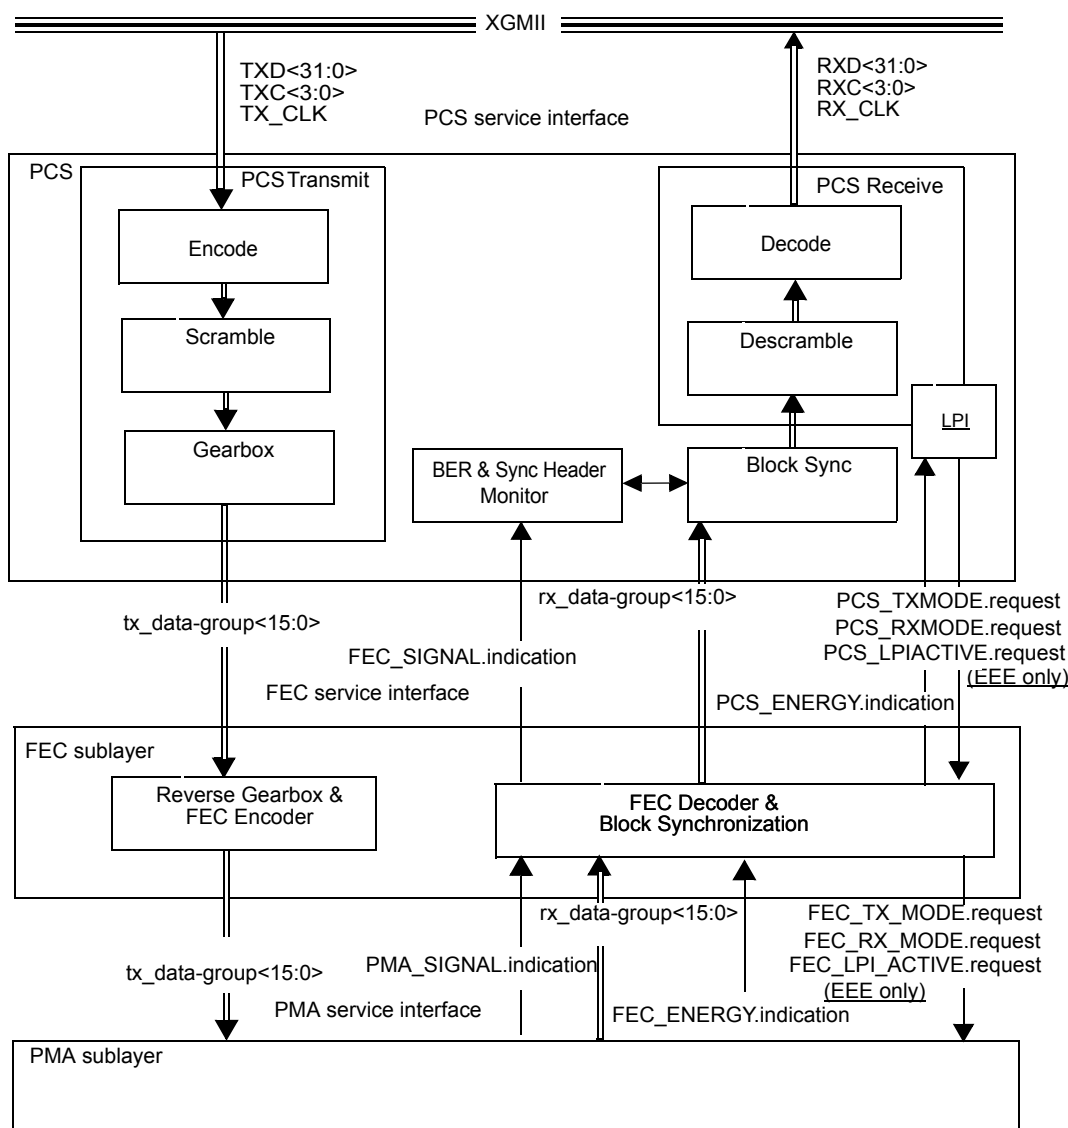 XGMII
TXD<31:0>
TXC<3:0>
TX_CLK
RXD<31:0>
RXC<3:0>
RX_CLK
PCS service interface
PCS
PCS Transmit
PCS Receive
Encode
Decode
Scramble
Descramble
LPI
Gearbox
BER & Sync Header
Monitor
Block Sync
tx_data-group<15:0>
rx_data-group<15:0>
PCS_TXMODE.request
PCS_RXMODE.request
PCS_LPIACTIVE.request
(EEE only)
FEC_SIGNAL.indication
FEC service interface
PCS_ENERGY.indication
FEC sublayer
Reverse Gearbox &
FEC Encoder
FEC Decoder &
Block Synchronization
rx_data-group<15:0>
FEC_TX_MODE.request
FEC_RX_MODE.request
FEC_LPI_ACTIVE.request
(EEE only)
tx_data-group<15:0>
PMA_SIGNAL.indication
PMA service interface
FEC_ENERGY.indication
PMA sublayer